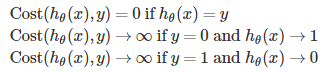 Cost(hθ(x), y) = 0 if hθ(x) = y
Cost(hθ(x), y) → ∞ if y = 0 and hθ(x) → 1
Cost(hθ(x), y) → ∞ if y = 1 and hθ(x) → 0